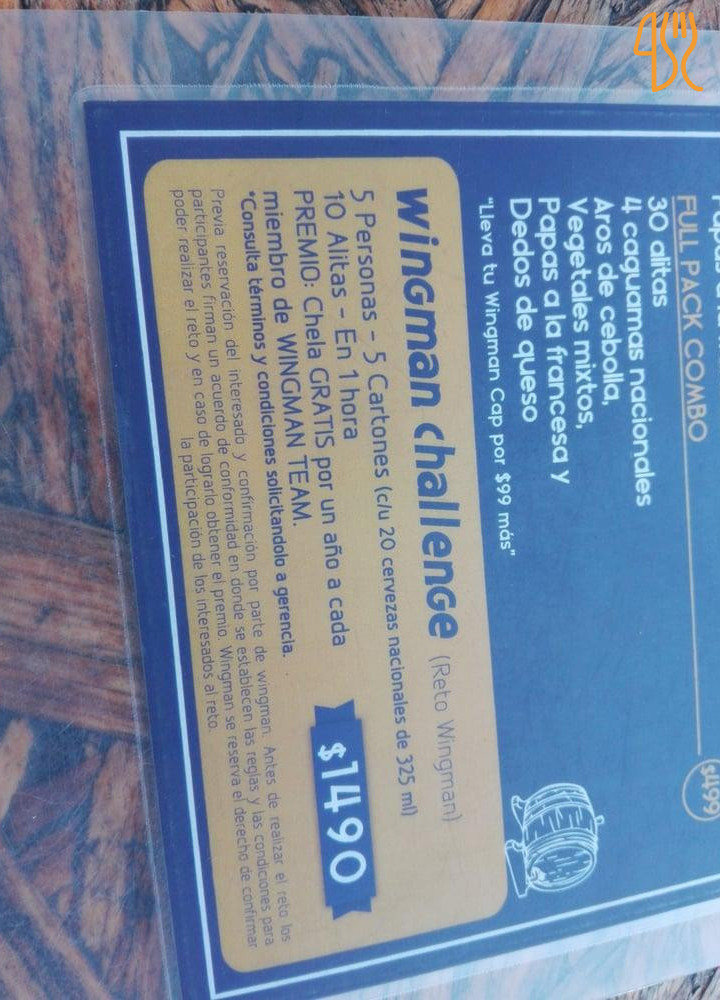 FULL PACK COMBO
$499
30 alitas
4 caguamas nacionales
Aros de cebolla,
Vegetales mixtos,
Papas a la francesa y
Dedos de queso
"Lleva tu Wingman Cap por $99 más"
WinGman challenGe (Reto Wingman)
5 Personas - 5 Cartones (c/u 20 cervezas nacionales de 325 ml)
10 Alitas - En 1 hora
PREMIO: Chela GRATIS por un año a cada
miembro de WINGMAN TEAM.
$1490
*Consulta términos y condiciones solicitandolo a gerencia.
Previa reservación del interesado y confirmación por parte de wingman. Antes de realizar el reto los
participantes firman un acuerdo de conformidad en donde se establecen las reglas y las condiciones para
poder realizar el reto y en caso de lograrlo obtener el premio. Wingman se reserva el derecho de confirmar
la participación de los interesados al reto.